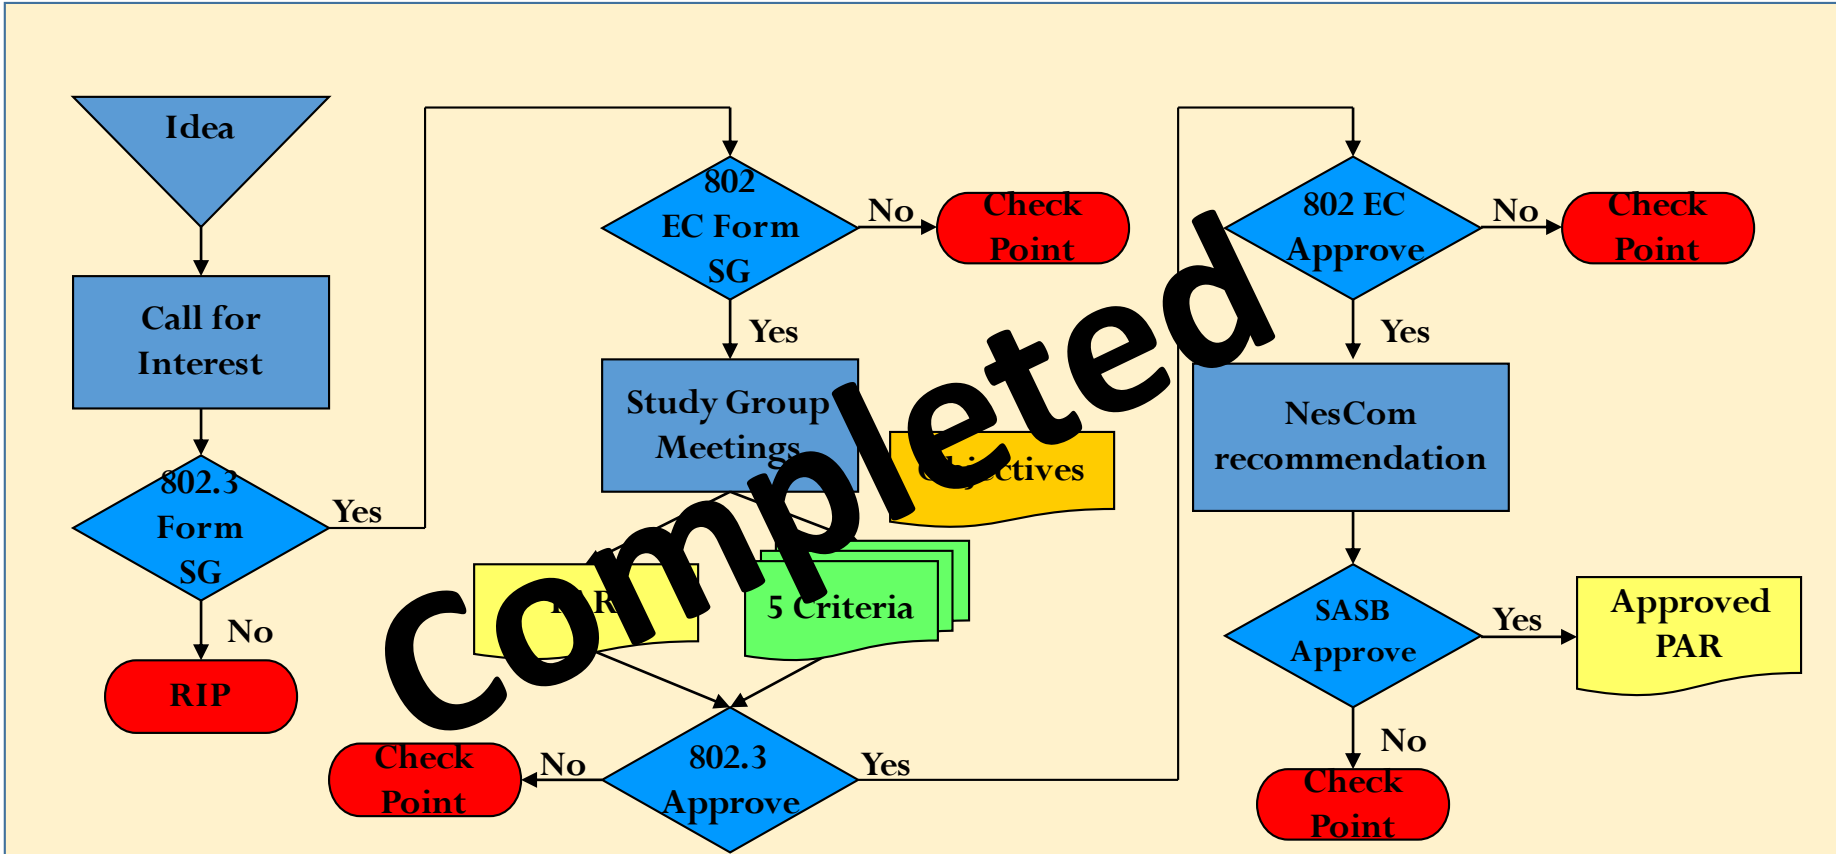 Idea
Call for
Interest
802.3
Form
SG
Yes
No
RIP
802
EC Form
SG
No
Check
Point
Yes
Study Group
Meetings
Objectives
PAR
5 Criteria
802.3
Approve
No
Check
Point
Yes
802 EC
Approve
No
Check
Point
Yes
NesCom
recommendation
SASB
Approve
Yes
Approved
PAR
No
Check
Point
Completed